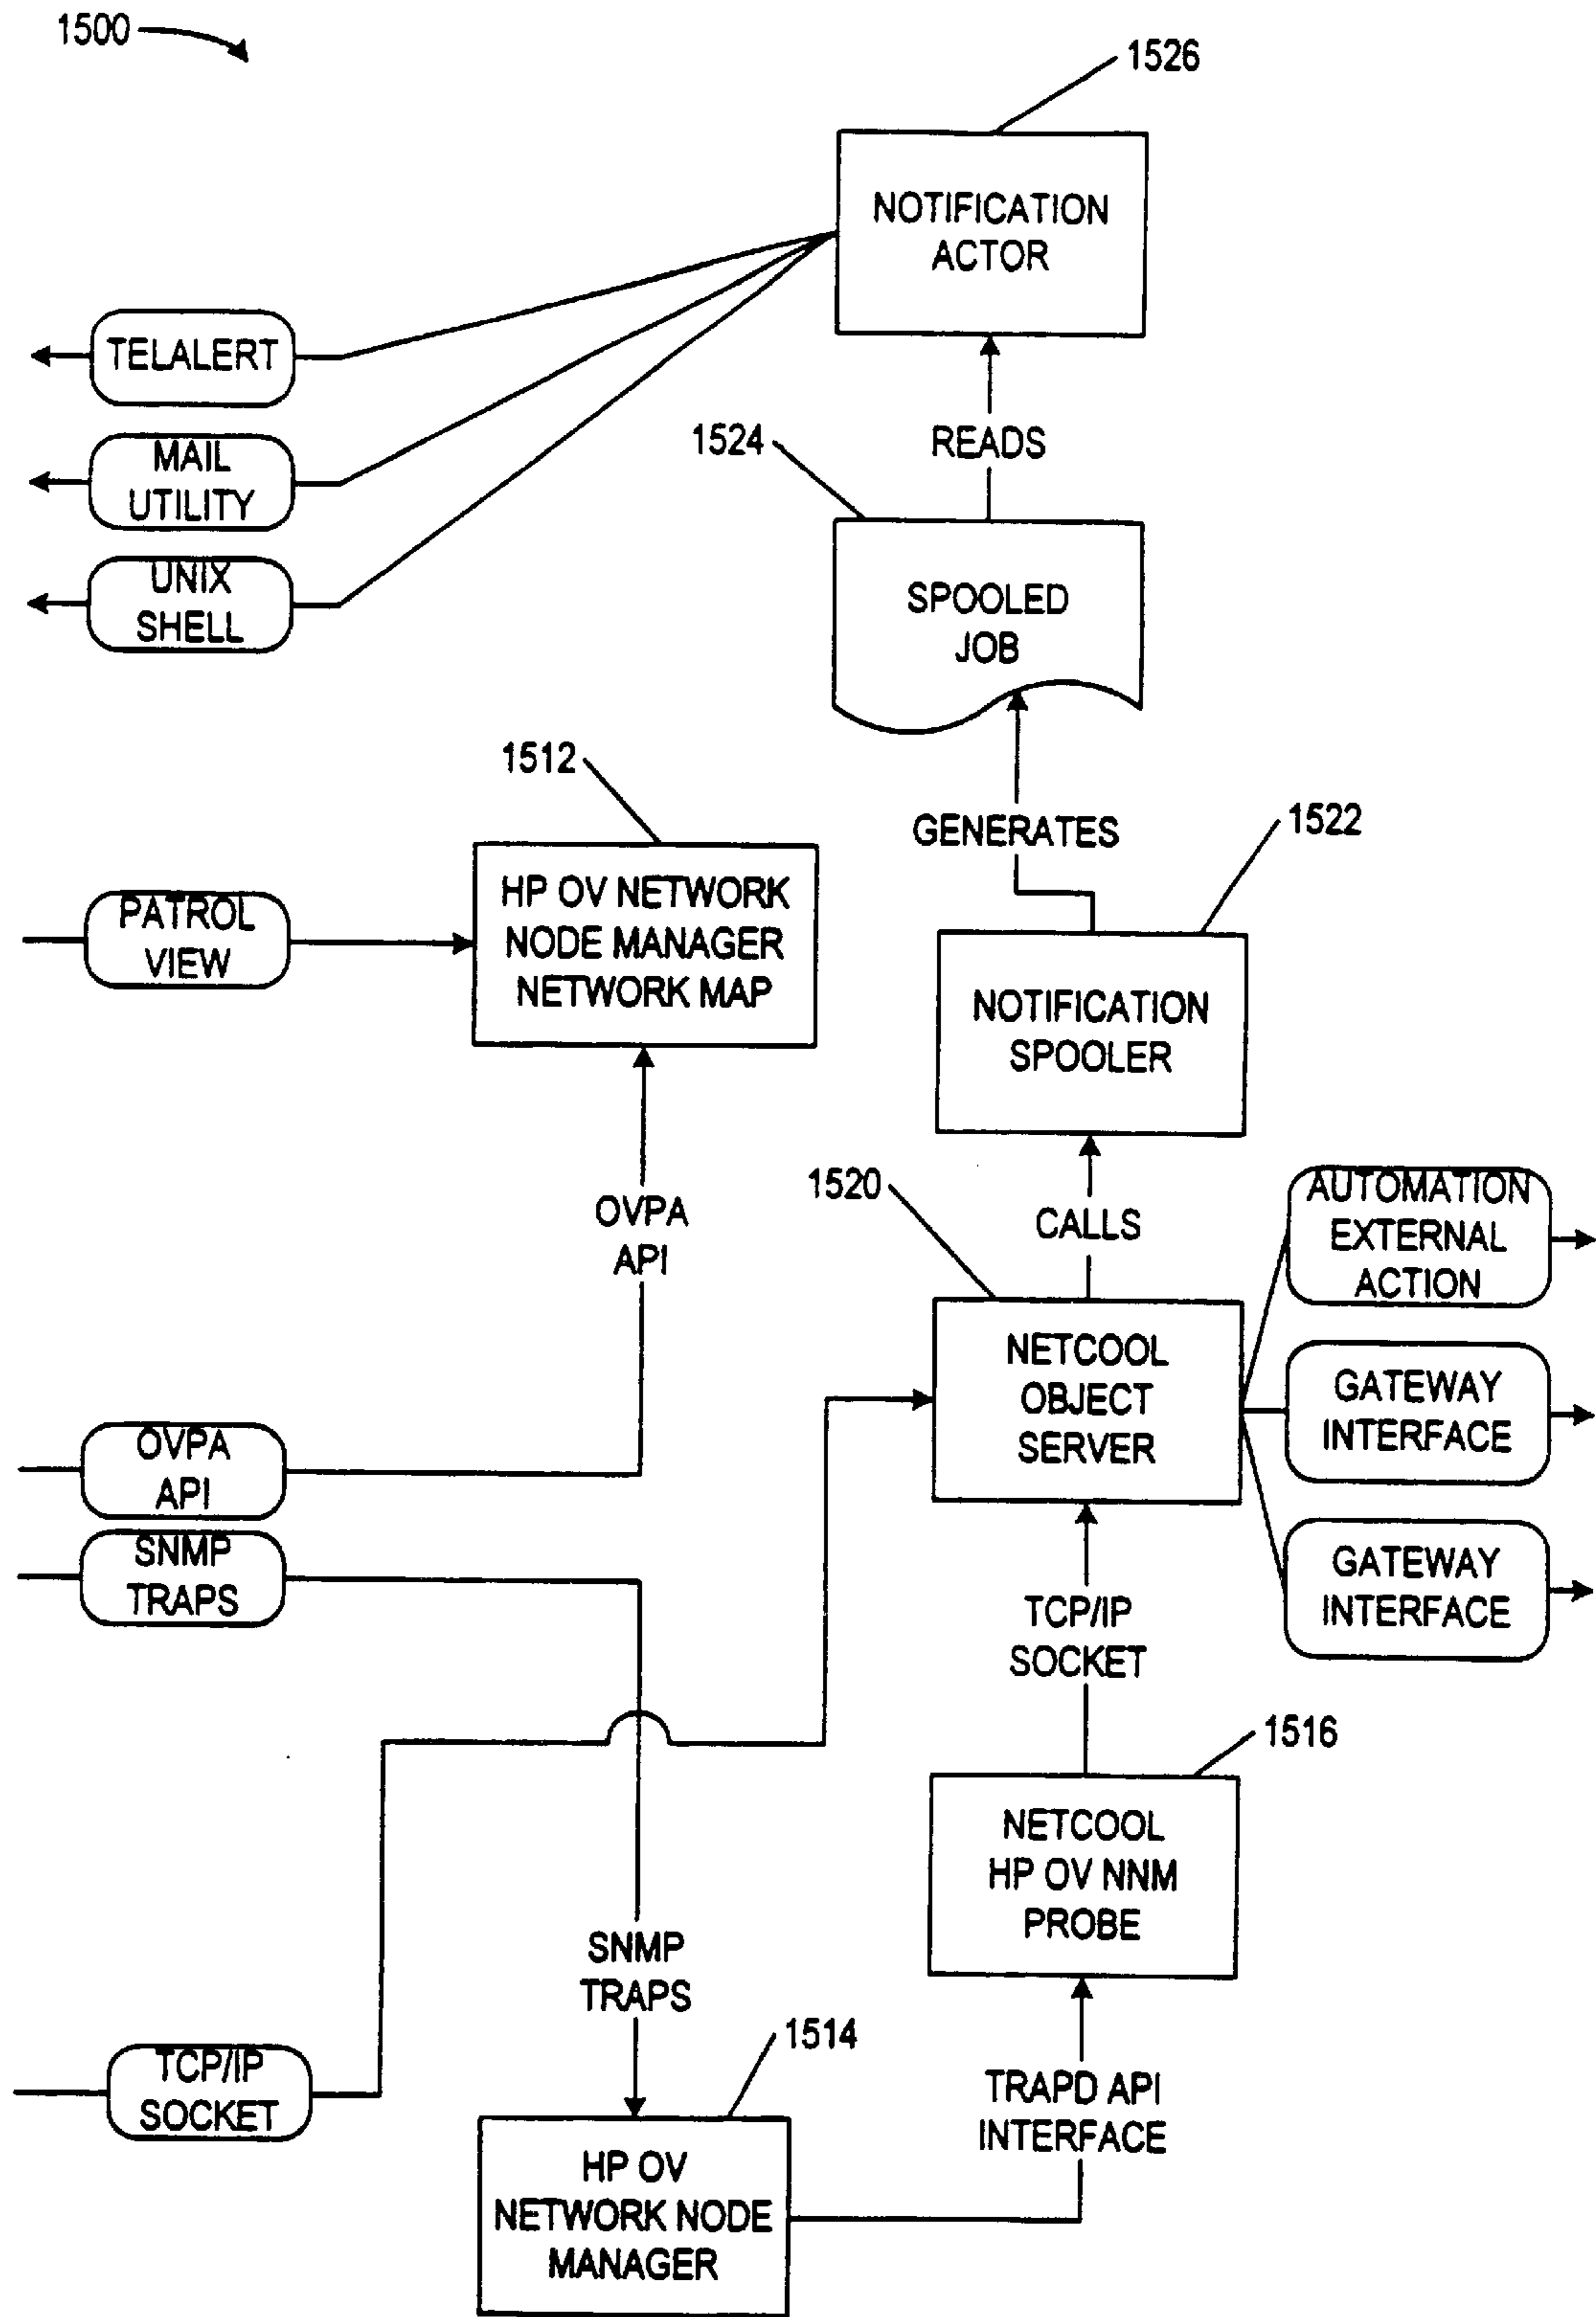 1500
1526
NOTIFICATION
ACTOR
TELALERT
MAIL
UTILITY
UNIX
SHELL
READS
1524
SPOOLED
JOB
1512
GENERATES
1522
PATROL
VIEW
HP OV NETWORK
NODE MANAGER
NETWORK MAP
NOTIFICATION
SPOOLER
OVPA
API
1520
CALLS
AUTOMATION
EXTERNAL
ACTION
NETCOOL
OBJECT
SERVER
GATEWAY
INTERFACE
GATEWAY
INTERFACE
OVPA
API
SNMP
TRAPS
TCP/IP
SOCKET
1516
NETCOOL
HP OV NNM
PROBE
SNMP
TRAPS
TCP/IP
SOCKET
1514
TRAPD API
INTERFACE
HP OV
NETWORK NODE
MANAGER